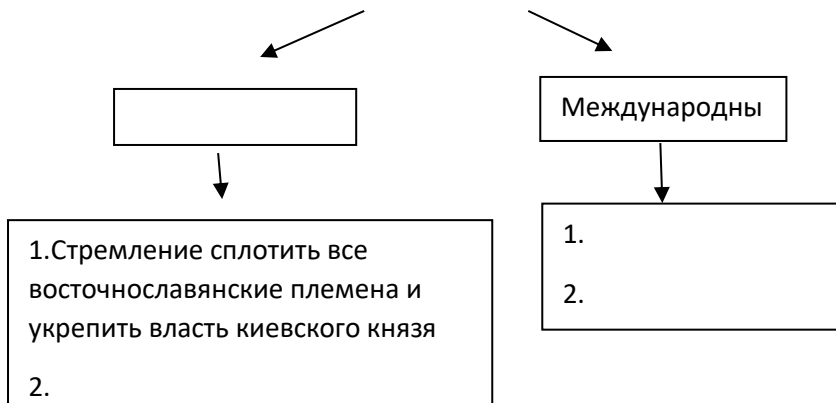 Международны
1.Стремление сплотить все
восточнославянские племена и
укрепить власть киевского князя
2.
1.
2.